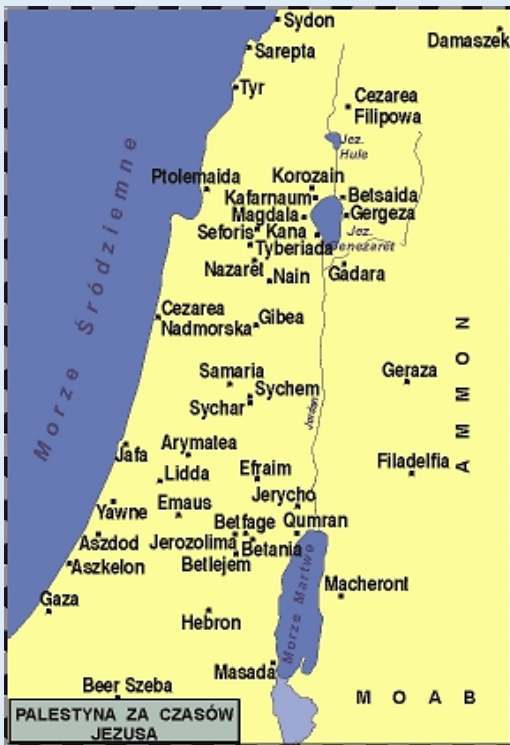 Sydon
Damaszek
Sarepta
Tyr
Cezarea
Filipowa
Jez.
Hule
Ptolemaida
Korozain
Kafarnaum
Betsaida
Magdala
Gergeza
Seforis
Kana
Jez.
Genezaret
Tyberiada
Nazaret
Nain
Gadara
Morze Śródziemne
Cezarea
Nadmorska
Gibea
Samaria
Geraza
AMMON
Sychem
Sychar
Jordan
Jafa
Arymatea
Lidda
Efraim
Filadelfia
Jerycho
Yawne
Emaus
Betfage
Qumran
Aszdod
Jerozolima
Betania
Aszkelon
Betlejem
Morze Martwe
Macheront
Gaza
Hebron
Masada
Beer Szeba
MOAB
PALESTYNA ZA CZASÓW
JEZUSA